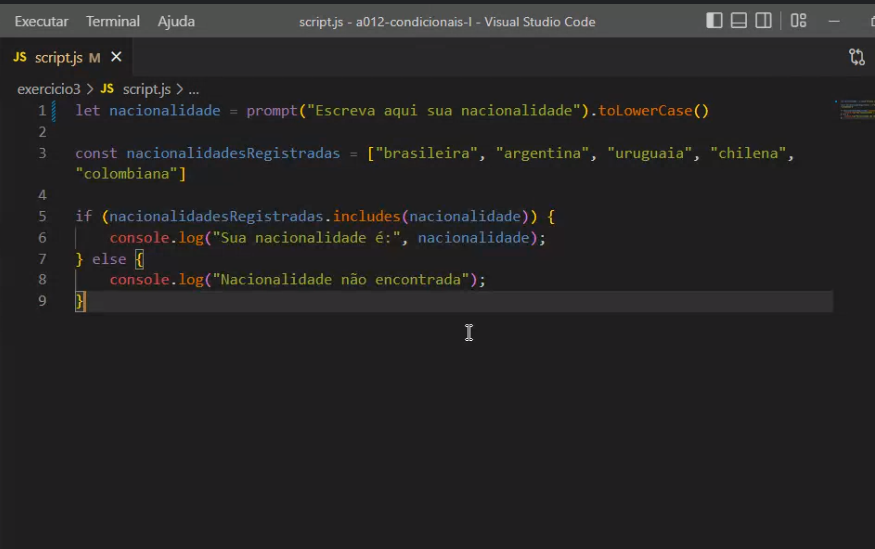 Executar Terminal Ajuda script.js - a012-condicionais-I - Visual Studio Code
JS script.js M
exercicio3 > JS script.js > ...
1 let nacionalidade = prompt("Escreva aqui sua nacionalidade").toLowerCase()
2
3 const nacionalidadesRegistradas = ["brasileira", "argentina", "uruguaia", "chilena",
"colombiana"]
4
5 if (nacionalidadesRegistradas.includes(nacionalidade)) {
6 console.log("Sua nacionalidade é:", nacionalidade);
7 } else {
8 console.log("Nacionalidade não encontrada");
9 }